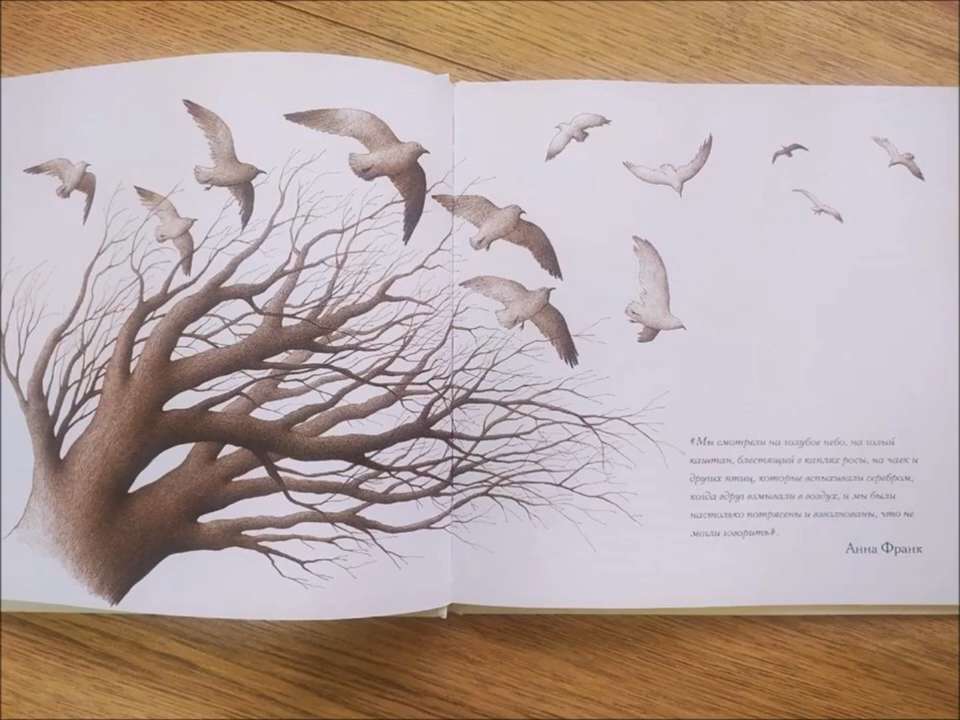 «Мы смотрели на голубое небо, на голый
каштан, блестящий в каплях росы, на чаек и
других птиц, которые вспыхивали серебром,
когда вдруг взмывали в воздух, и мы были
настолько потрясены и взволнованы, что не
могли говорить».
Анна Франк